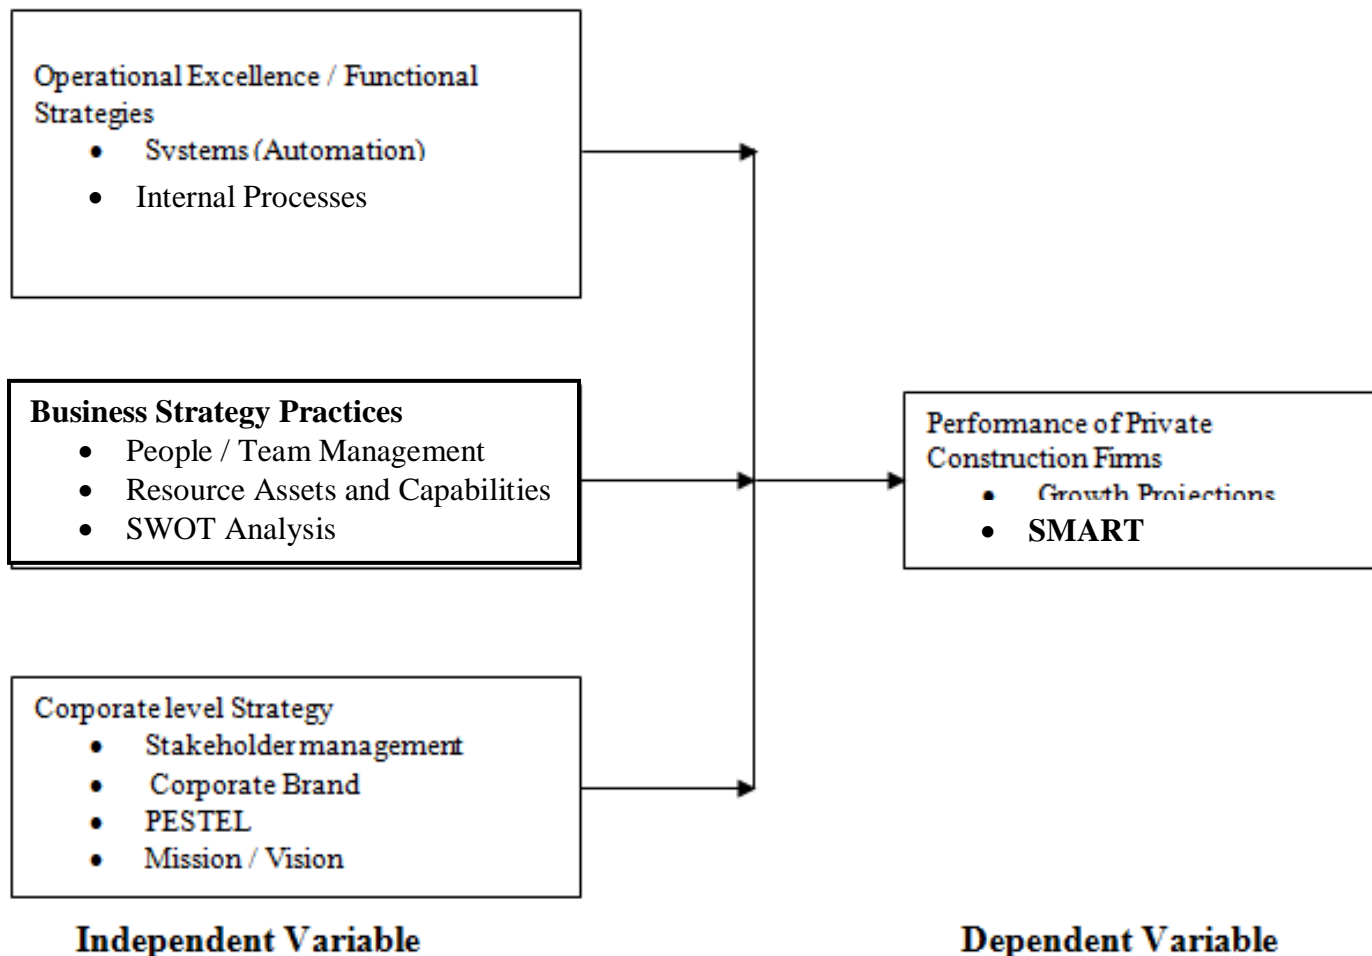 Operational Excellence / Functional
Strategies
• Systems (Automation)
• Internal Processes
Business Strategy Practices
• People / Team Management
• Resource Assets and Capabilities
• SWOT Analysis
Performance of Private
Construction Firms
• Growth Projections
• SMART
Corporate level Strategy
• Stakeholder management
• Corporate Brand
• PESTEL
• Mission / Vision
Independent Variable
Dependent Variable